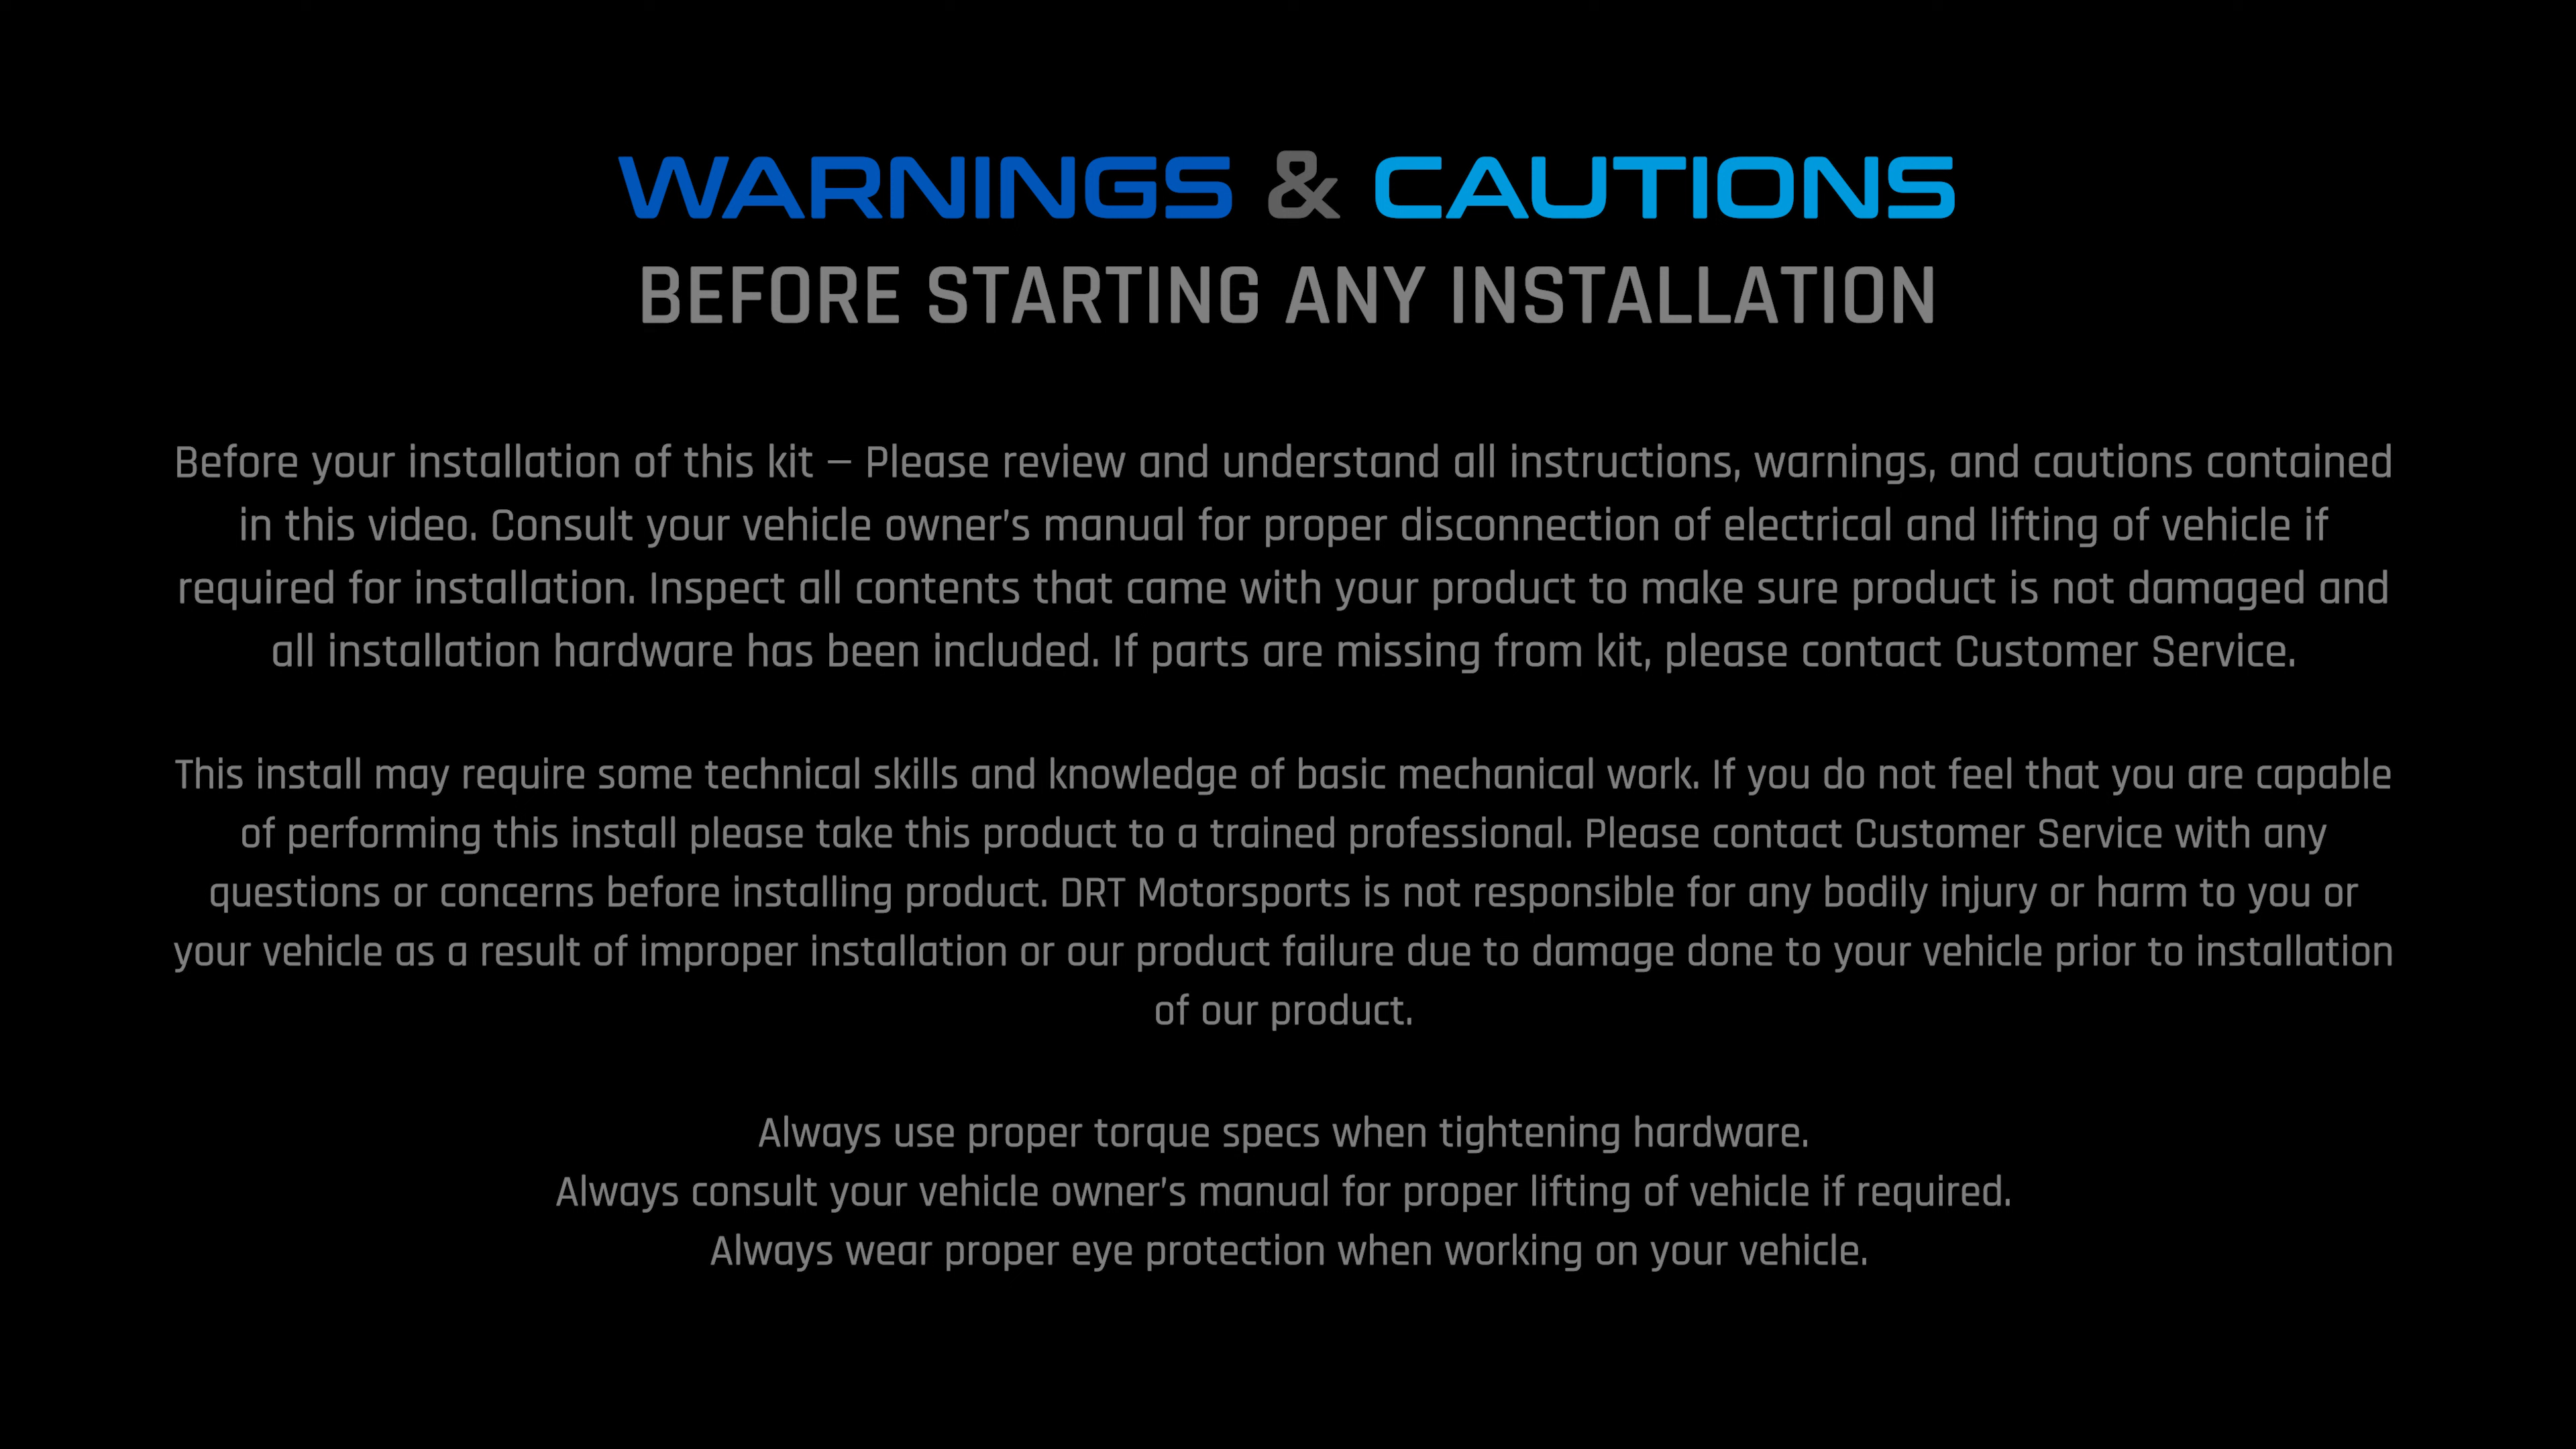 WARNINGS & CAUTIONS
BEFORE STARTING ANY INSTALLATION
Before your installation of this kit – Please review and understand all instructions, warnings, and cautions contained
in this video. Consult your vehicle owner's manual for proper disconnection of electrical and lifting of vehicle if
required for installation. Inspect all contents that came with your product to make sure product is not damaged and
all installation hardware has been included. If parts are missing from kit, please contact Customer Service.
This install may require some technical skills and knowledge of basic mechanical work. If you do not feel that you are capable
of performing this install please take this product to a trained professional. Please contact Customer Service with any
questions or concerns before installing product. DRT Motorsports is not responsible for any bodily injury or harm to you or
your vehicle as a result of improper installation or our product failure due to damage done to your vehicle prior to installation
of our product.
Always use proper torque specs when tightening hardware.
Always consult your vehicle owner's manual for proper lifting of vehicle if required.
Always wear proper eye protection when working on your vehicle.